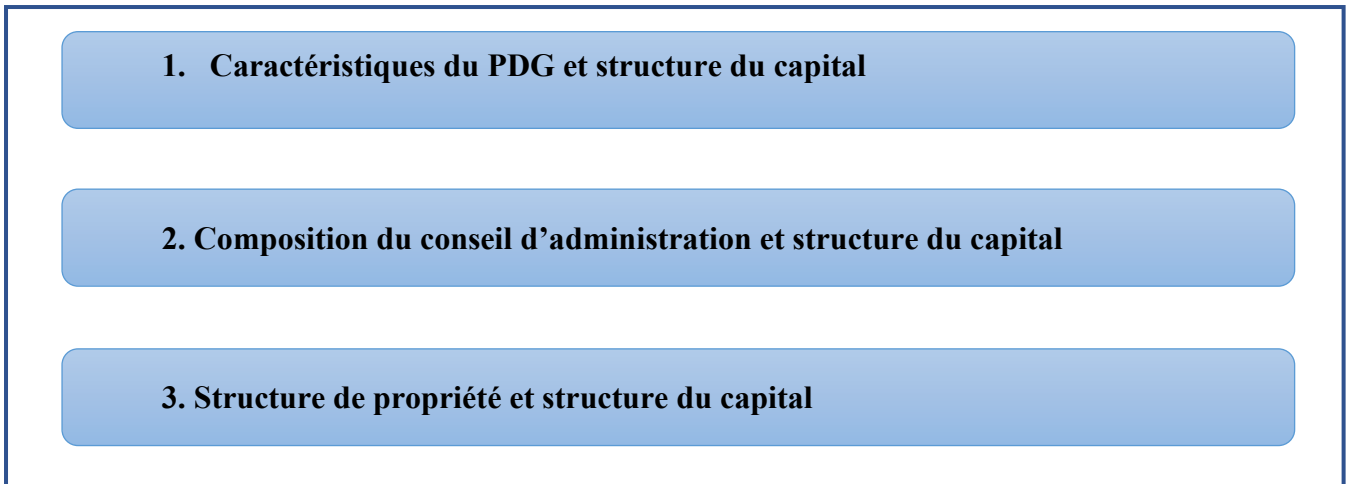 1. Caractéristiques du PDG et structure du capital
2. Composition du conseil d’administration et structure du capital
3. Structure de propriété et structure du capital